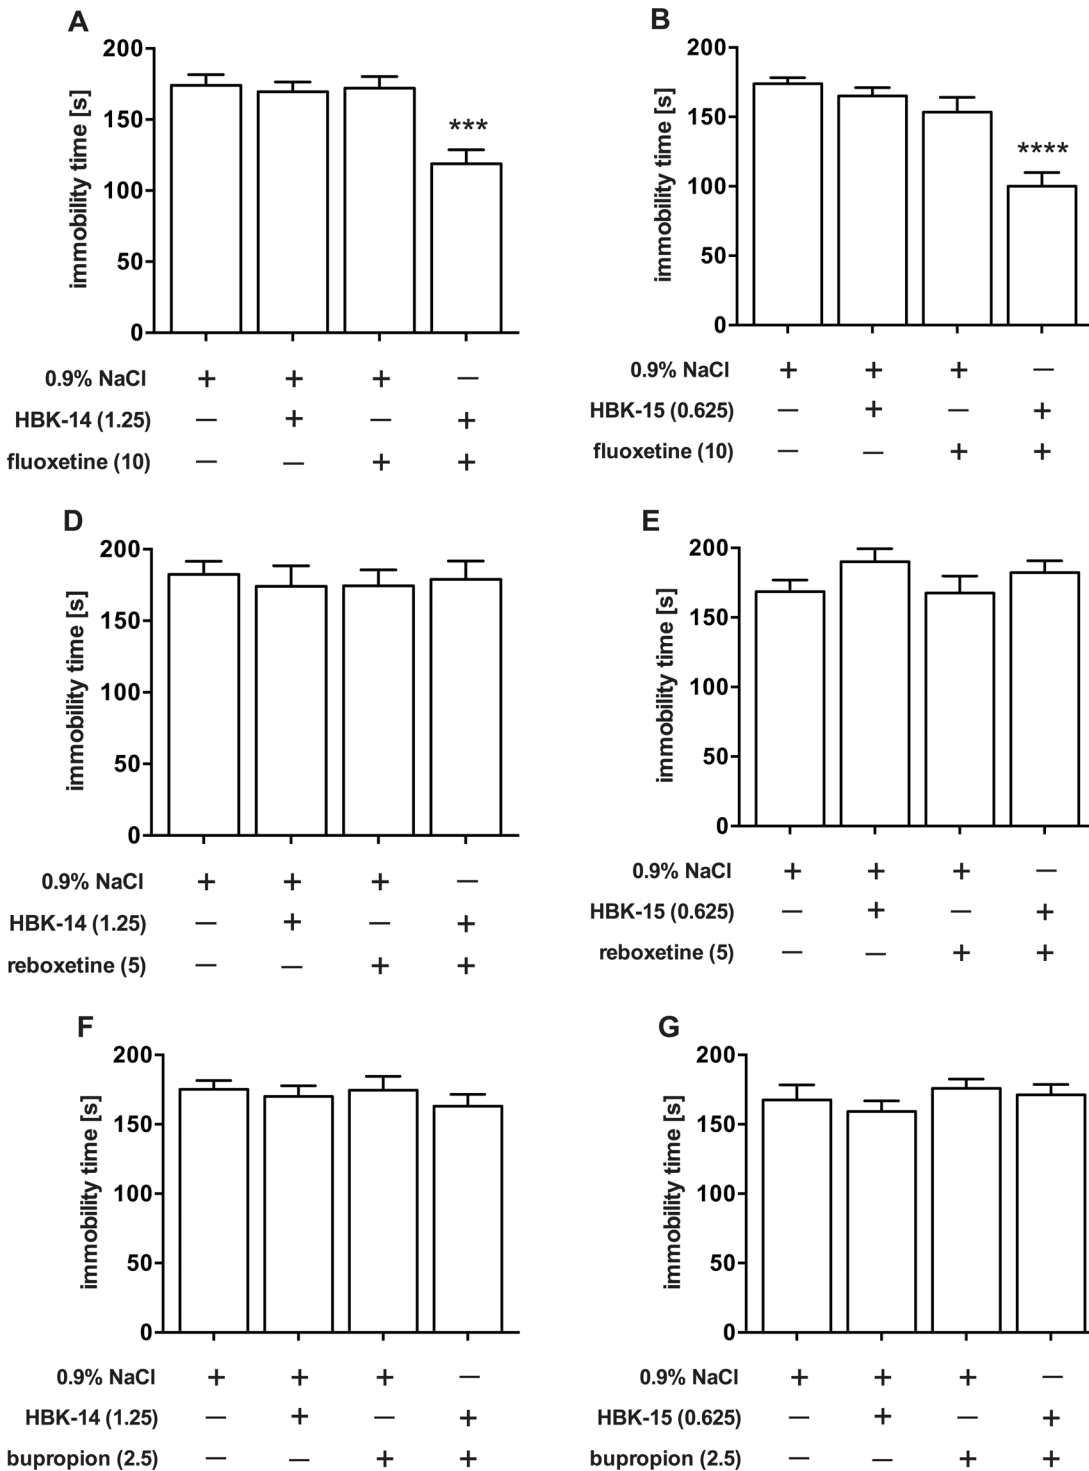 A
immobility time [s]
200
150
100
50
0
***
0.9% NaCl + + + —
HBK-14 (1.25) — + — +
fluoxetine (10) — — + +
B
immobility time [s]
200
150
100
50
0
****
0.9% NaCl + + + —
HBK-15 (0.625) — + — +
fluoxetine (10) — — + +
D
immobility time [s]
200
150
100
50
0
0.9% NaCl + + + —
HBK-14 (1.25) — + — +
reboxetine (5) — — + +
E
immobility time [s]
200
150
100
50
0
0.9% NaCl + + + —
HBK-15 (0.625) — + — +
reboxetine (5) — — + +
F
immobility time [s]
200
150
100
50
0
0.9% NaCl + + + —
HBK-14 (1.25) — + — +
bupropion (2.5) — — + +
G
immobility time [s]
200
150
100
50
0
0.9% NaCl + + + —
HBK-15 (0.625) — + — +
bupropion (2.5) — — + +